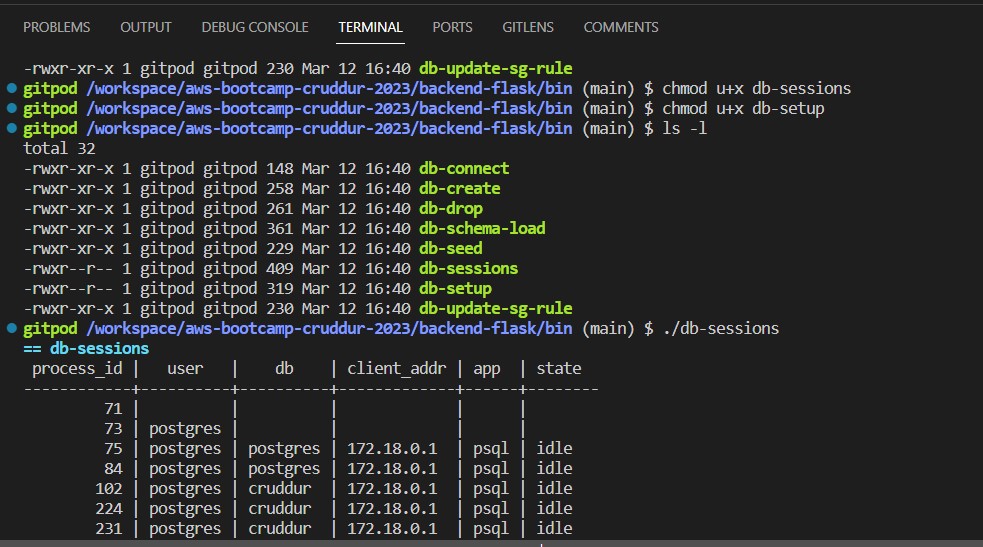 PROBLEMS OUTPUT DEBUG CONSOLE TERMINAL PORTS GITLENS COMMENTS
-rwxr-xr-x 1 gitpod gitpod 230 Mar 12 16:40 db-update-sg-rule
gitpod /workspace/aws-bootcamp-cruddur-2023/backend-flask/bin (main) $ chmod u+x db-sessions
gitpod /workspace/aws-bootcamp-cruddur-2023/backend-flask/bin (main) $ chmod u+x db-setup
gitpod /workspace/aws-bootcamp-cruddur-2023/backend-flask/bin (main) $ ls -l
total 32
-rwxr-xr-x 1 gitpod gitpod 148 Mar 12 16:40 db-connect
-rwxr-xr-x 1 gitpod gitpod 258 Mar 12 16:40 db-create
-rwxr-xr-x 1 gitpod gitpod 261 Mar 12 16:40 db-drop
-rwxr-xr-x 1 gitpod gitpod 361 Mar 12 16:40 db-schema-load
-rwxr-xr-x 1 gitpod gitpod 229 Mar 12 16:40 db-seed
-rwxr--r-- 1 gitpod gitpod 409 Mar 12 16:40 db-sessions
-rwxr--r-- 1 gitpod gitpod 319 Mar 12 16:40 db-setup
-rwxr-xr-x 1 gitpod gitpod 230 Mar 12 16:40 db-update-sg-rule
gitpod /workspace/aws-bootcamp-cruddur-2023/backend-flask/bin (main) $ ./db-sessions
== db-sessions
 process_id |   user   |    db    | client_addr | app  | state
------------+----------+----------+-------------+------+--------
         71 |          |          |             |      |
         73 | postgres |          |             |      |
         75 | postgres | postgres | 172.18.0.1  | psql | idle
         84 | postgres | postgres | 172.18.0.1  | psql | idle
        102 | postgres | cruddur  | 172.18.0.1  | psql | idle
        224 | postgres | cruddur  | 172.18.0.1  | psql | idle
        231 | postgres | cruddur  | 172.18.0.1  | psql | idle